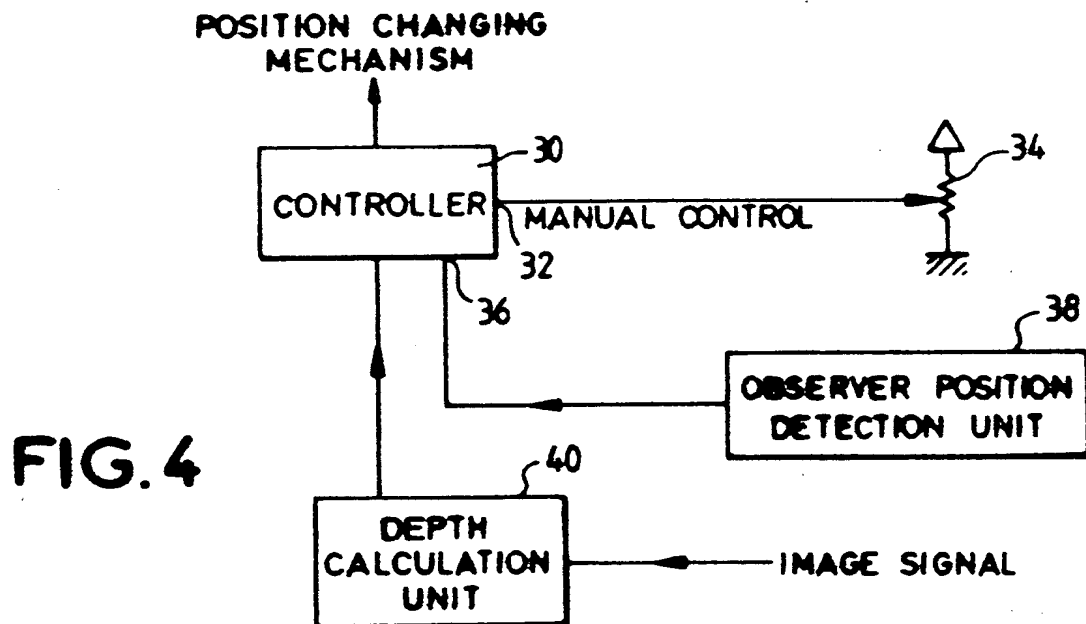 POSITION CHANGING
MECHANISM
30
CONTROLLER
32
MANUAL CONTROL
34
36
38
OBSERVER POSITION
DETECTION UNIT
FIG. 4
40
DEPTH
CALCULATION
UNIT
IMAGE SIGNAL